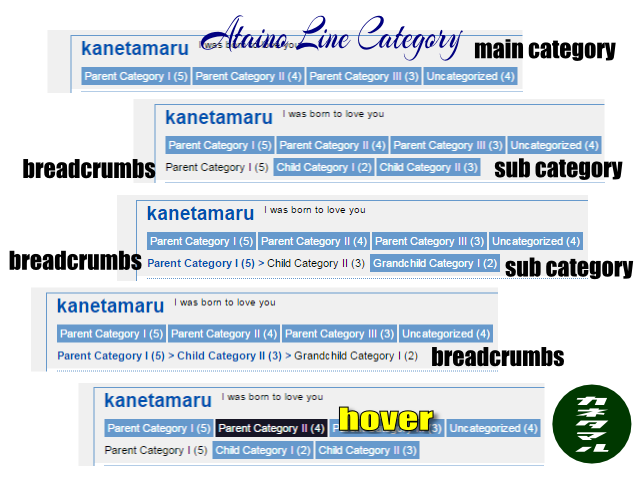 Ataino Line Category
kanetamaru I was born to love you
main category
Parent Category I (5) Parent Category II (4) Parent Category III (3) Uncategorized (4)
kanetamaru I was born to love you
Parent Category I (5) Parent Category II (4) Parent Category III (3) Uncategorized (4)
breadcrumbs Parent Category I (5) Child Category I (2) Child Category II (3) sub category
kanetamaru I was born to love you
Parent Category I (5) Parent Category II (4) Parent Category III (3) Uncategorized (4)
breadcrumbs Parent Category I (5) > Child Category II (3) Grandchild Category I (2) sub category
kanetamaru I was born to love you
Parent Category I (5) Parent Category II (4) Parent Category III (3) Uncategorized (4)
Parent Category I (5) > Child Category II (3) > Grandchild Category I (2) breadcrumbs
kanetamaru I was born to love you
Parent Category I (5) Parent Category II (4) hover Parent Category III (3) Uncategorized (4)
Parent Category I (5) Child Category I (2) Child Category II (3)
カネタマル